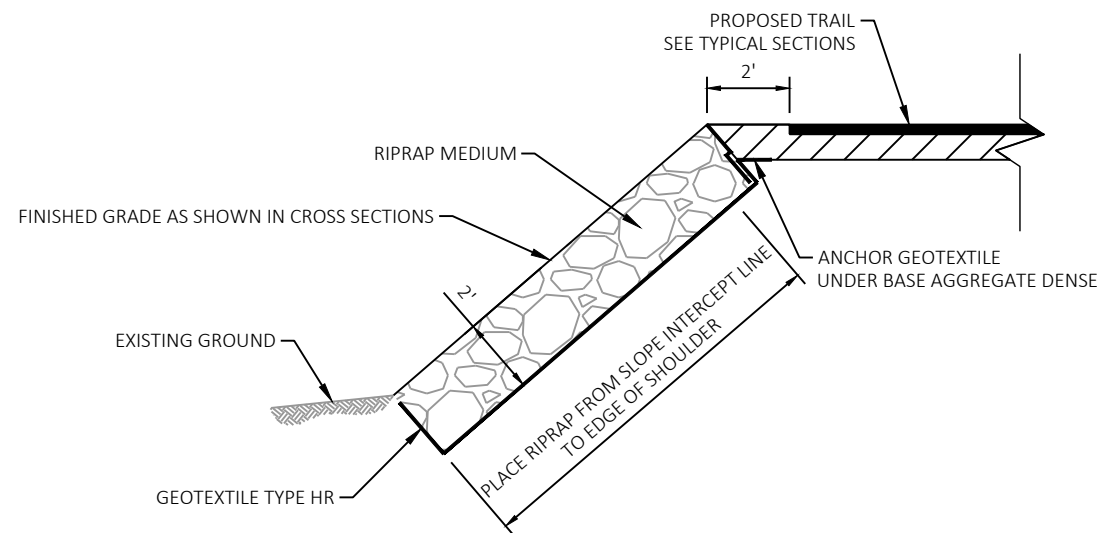 PROPOSED TRAIL
SEE TYPICAL SECTIONS
2'
RIPRAP MEDIUM
FINISHED GRADE AS SHOWN IN CROSS SECTIONS
ANCHOR GEOTEXTILE
UNDER BASE AGGREGATE DENSE
2'
EXISTING GROUND
PLACE RIPRAP FROM SLOPE INTERCEPT LINE
TO EDGE OF SHOULDER
GEOTEXTILE TYPE HR